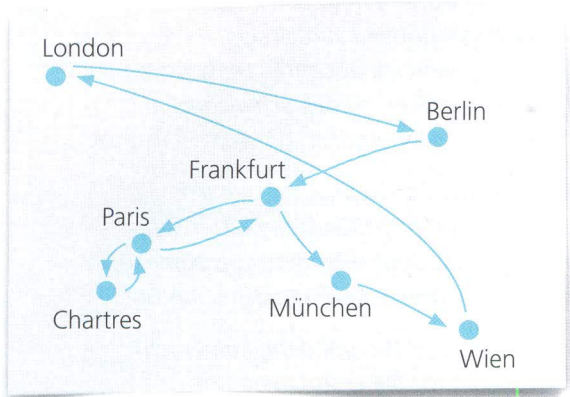 London
Berlin
Frankfurt
Paris
München
Chartres
Wien